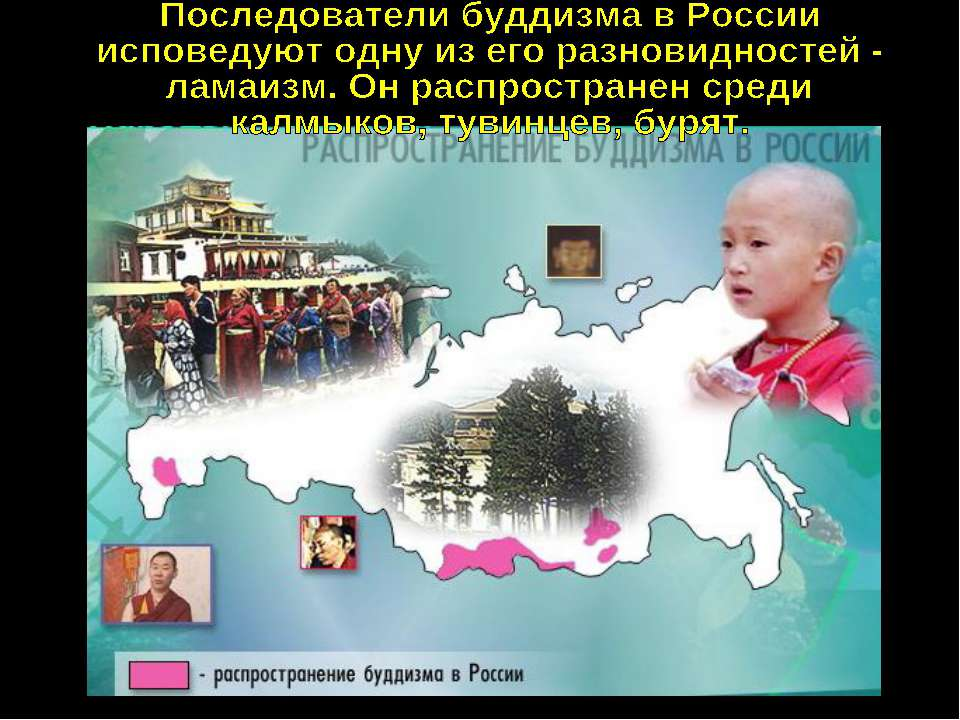 Последователи буддизма в России
исповедуют одну из его разновидностей -
ламаизм. Он распространен среди
калмыков, тувинцев, бурят.
РАСПРОСТРАНЕНИЕ БУДДИЗМА В РОССИИ
- распространение буддизма в России